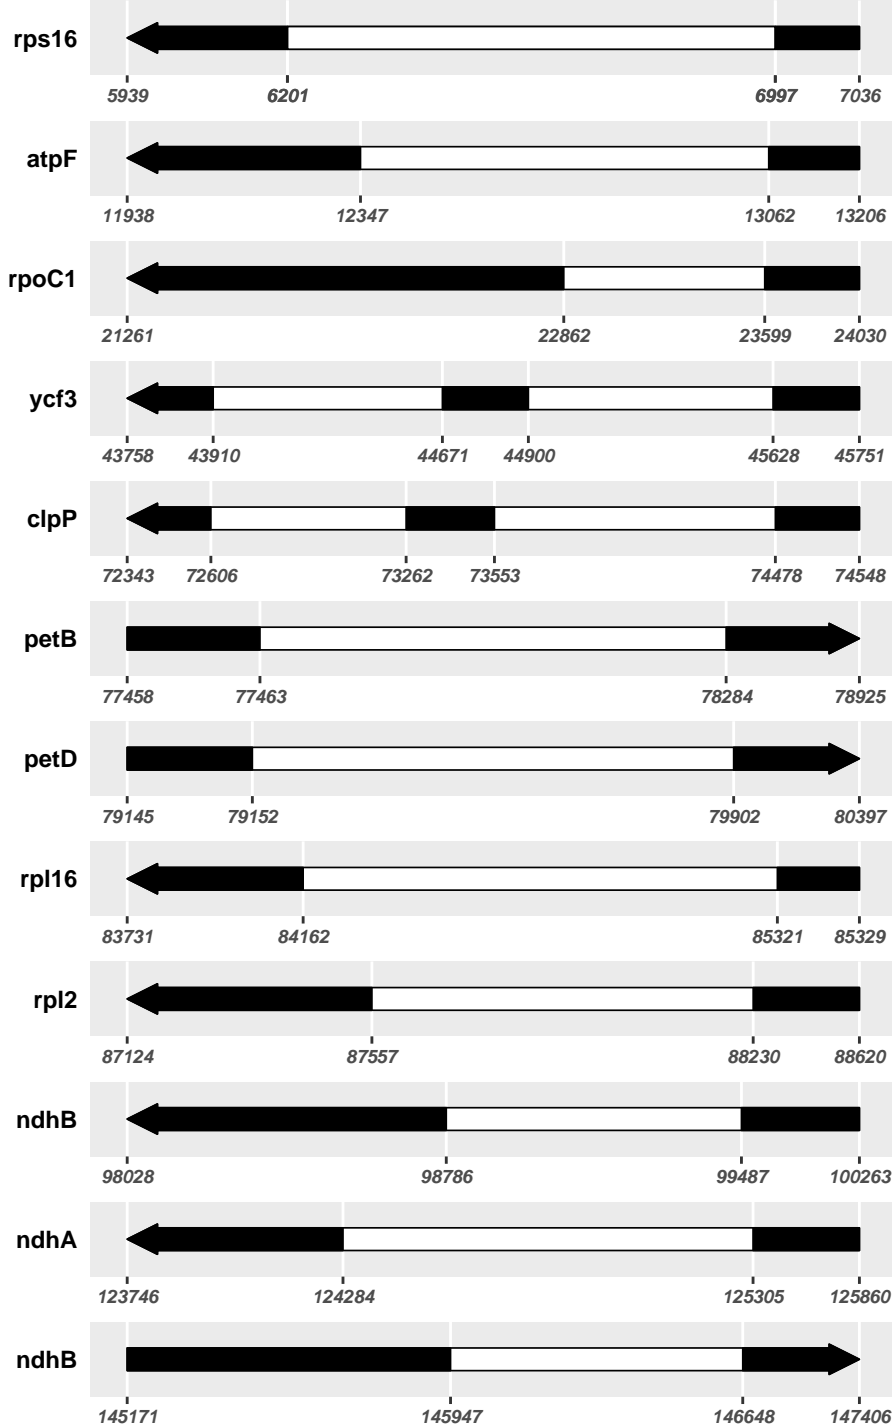 rps16
5939 6201 6997 7036
atpF
11938 12347 13062 13206
rpoC1
21261 22862 23599 24030
ycf3
43758 43910 44671 44900 45628 45751
clpP
72343 72606 73262 73553 74478 74548
petB
77458 77463 78284 78925
petD
79145 79152 79902 80397
rpl16
83731 84162 85321 85329
rpl2
87124 87557 88230 88620
ndhB
98028 98786 99487 100263
ndhA
123746 124284 125305 125860
ndhB
145171 145947 146648 147406